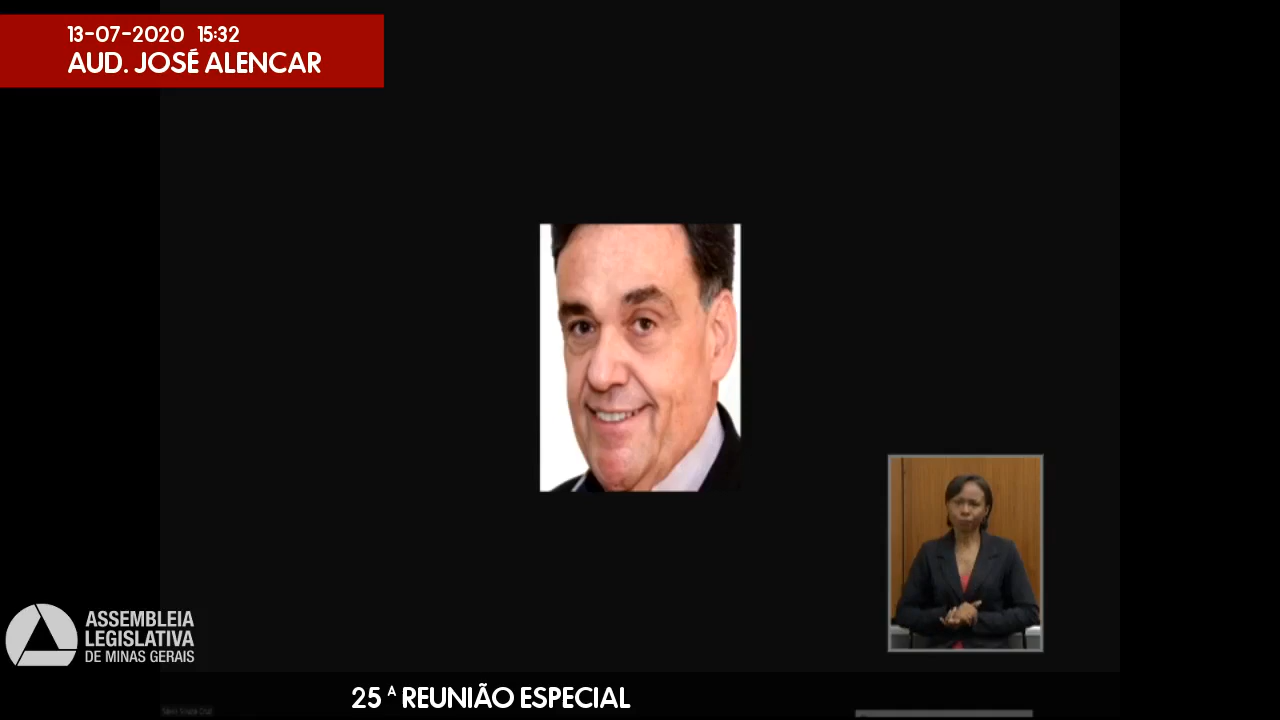 13-07-2020 15:32
AUD. JOSÉ ALENCAR
ASSEMBLEIA
LEGISLATIVA
DE MINAS GERAIS
25 ª REUNIÃO ESPECIAL